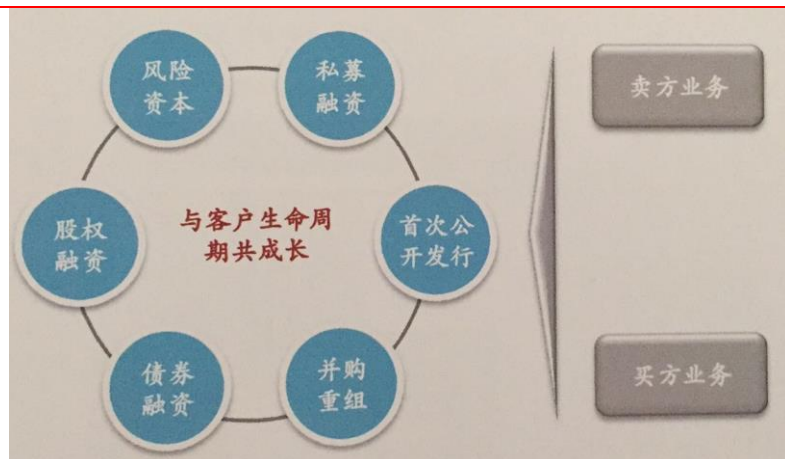 风险
资本
私募
融资
卖方业务
股权
融资
与客户生命周
期共成长
首次公
开发行
债券
融资
并购
重组
买方业务